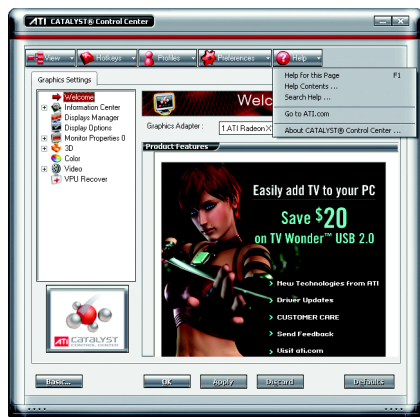 ATI CATALYST® Control Center
View
Hotkeys
Profiles
Preferences
Help
Help for this Page F1
Help Contents ...
Search Help ...
Go to ATI.com
About CATALYST® Control Center ...
Graphics Settings
Welcome
Information Center
Displays Manager
Display Options
Monitor Properties 0
3D
Color
Video
VPU Recover
Welc
Graphics Adapter :
1.ATI Radeon X
Product Features
Easily add TV to your PC
Save $20
on TV Wonder™ USB 2.0
New Technologies from ATI
Driver Updates
CUSTOMER CARE
Send Feedback
Visit ati.com
ATI CATALYST
CONTROL CENTER
Basic...
OK
Apply
Discard
Defaults